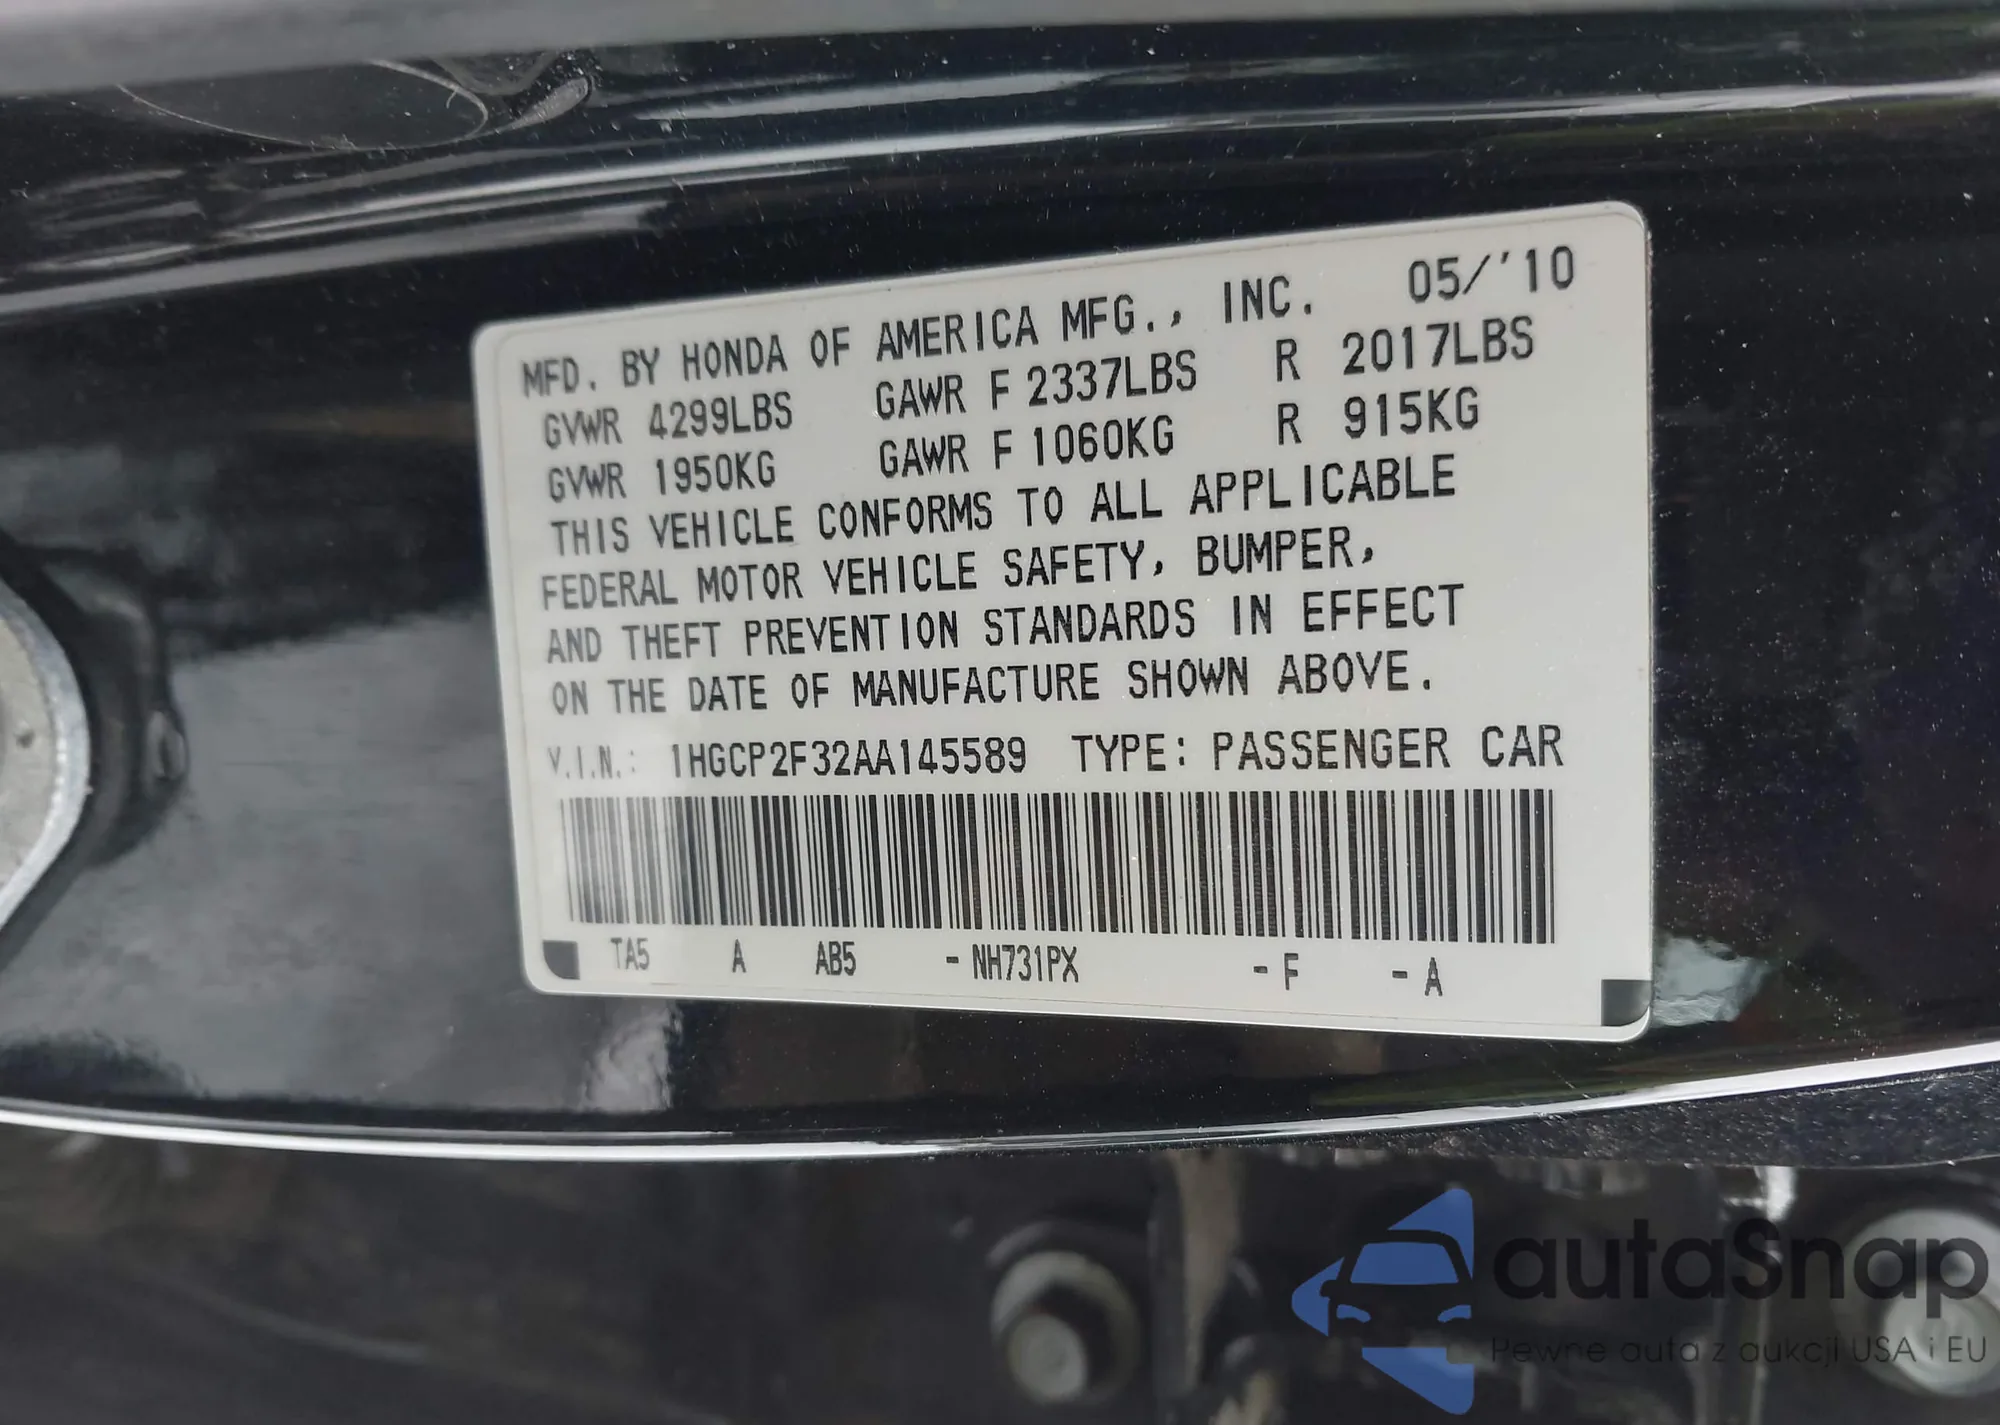 MFD. BY HONDA OF AMERICA MFG., INC. 05/'10
GVWR 4299LBS GAWR F 2337LBS R 2017LBS
GVWR 1950KG GAWR F 1060KG R 915KG
THIS VEHICLE CONFORMS TO ALL APPLICABLE
FEDERAL MOTOR VEHICLE SAFETY, BUMPER,
AND THEFT PREVENTION STANDARDS IN EFFECT
ON THE DATE OF MANUFACTURE SHOWN ABOVE.
V.I.N.: 1HGCP2F32AA145589 TYPE: PASSENGER CAR
TA5 A AB5 -NH731PX -F -A
autaSnap
Pewne auta z aukcji USA i EU